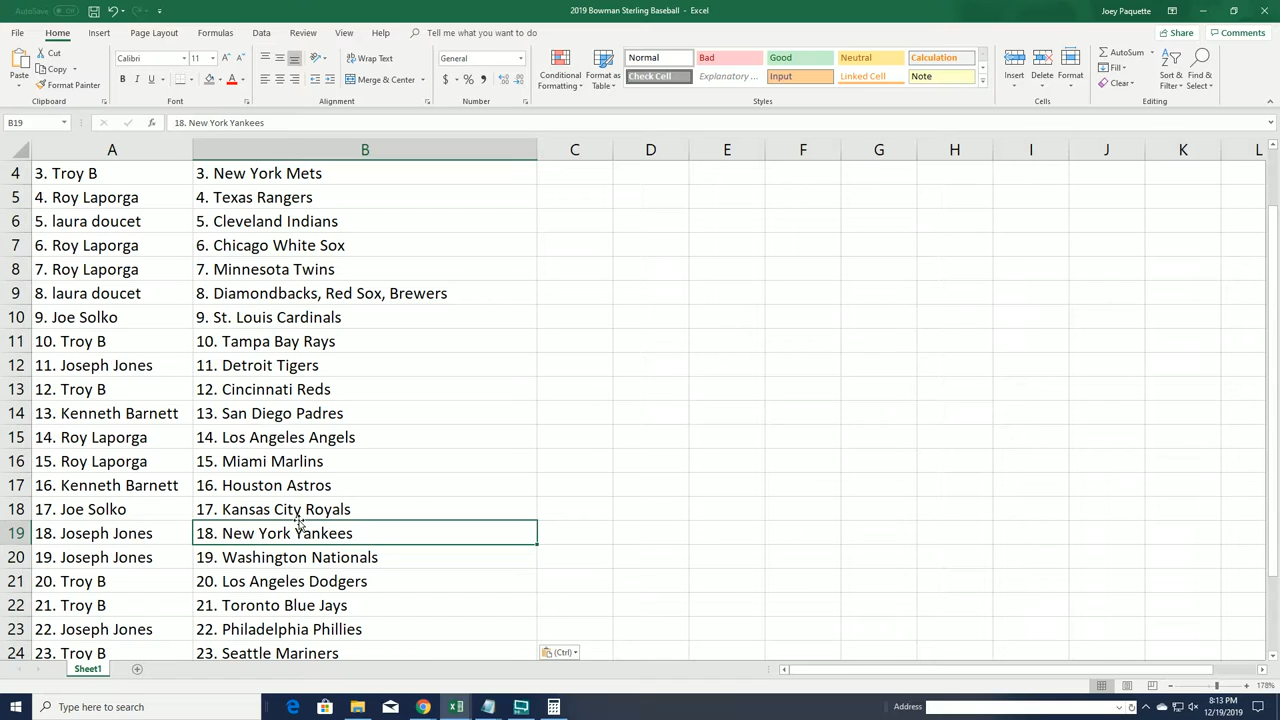 AutoSave Off 2019 Bowman Sterling Baseball - Excel Joey Paquette
File Home Insert Page Layout Formulas Data Review View Help Tell me what you want to do Share Comments
Cut
Copy
Format Painter
Paste
Clipboard
Calibri 11
B I U
Font
Wrap Text
Merge & Center
Alignment
General
$ % ,
Number
Conditional Formatting
Format as Table
Normal Bad Good Neutral Calculation
Check Cell Explanatory ... Input Linked Cell Note
Styles
Insert Delete Format
Cells
AutoSum
Fill
Clear
Sort & Filter
Find & Select
Editing
B19 fx 18. New York Yankees
A B C D E F G H I J K L
4 3. Troy B 3. New York Mets
5 4. Roy Laporga 4. Texas Rangers
6 5. laura doucet 5. Cleveland Indians
7 6. Roy Laporga 6. Chicago White Sox
8 7. Roy Laporga 7. Minnesota Twins
9 8. laura doucet 8. Diamondbacks, Red Sox, Brewers
10 9. Joe Solko 9. St. Louis Cardinals
11 10. Troy B 10. Tampa Bay Rays
12 11. Joseph Jones 11. Detroit Tigers
13 12. Troy B 12. Cincinnati Reds
14 13. Kenneth Barnett 13. San Diego Padres
15 14. Roy Laporga 14. Los Angeles Angels
16 15. Roy Laporga 15. Miami Marlins
17 16. Kenneth Barnett 16. Houston Astros
18 17. Joe Solko 17. Kansas City Royals
19 18. Joseph Jones 18. New York Yankees
20 19. Joseph Jones 19. Washington Nationals
21 20. Troy B 20. Los Angeles Dodgers
22 21. Troy B 21. Toronto Blue Jays
23 22. Joseph Jones 22. Philadelphia Phillies
24 23. Troy B 23. Seattle Mariners
(Ctrl)
Sheet1
178%
Type here to search
Address
8:13 PM
12/19/2019